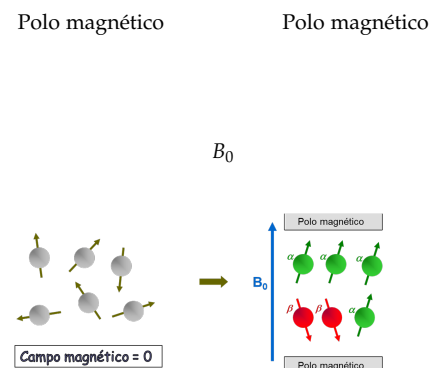 Polo magnético Polo magnético
B0
Polo magnético
α α α
B0
β β α
Campo magnético = 0
Polo magnético